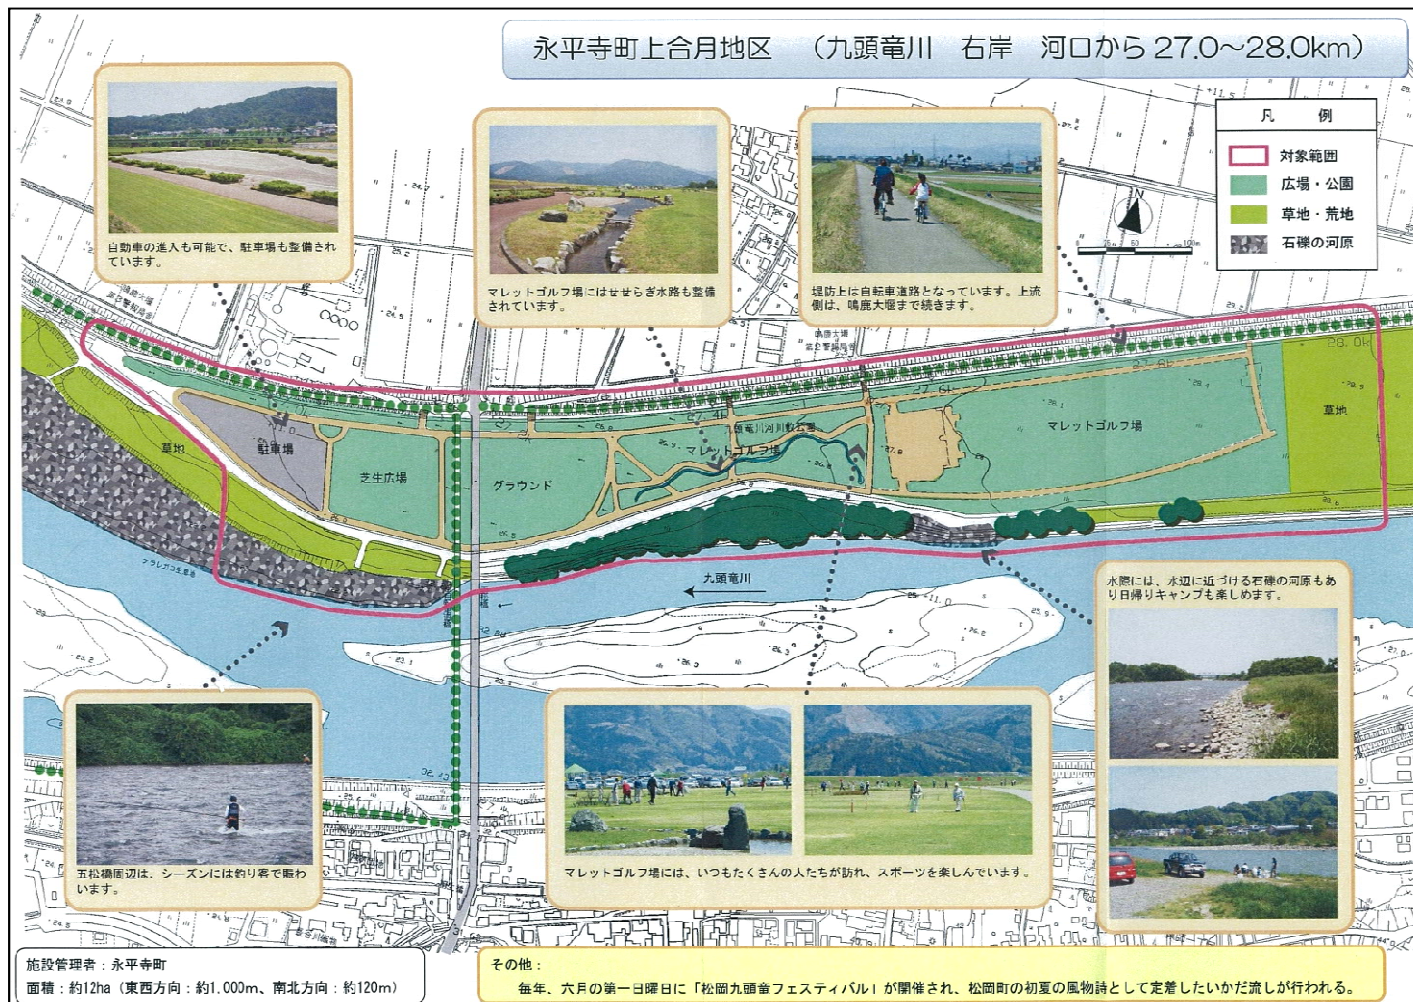 永平寺町上合月地区 (九頭竜川 右岸 河口から27.0〜28.0km)
凡 例
対象範囲
広場・公園
草地・荒地
石礫の河原
N
100m
自動車の進入も可能で、駐車場も整備され
ています。
マレットゴルフ場にはせせらぎ水路も整備
されています。
堤防上は自転車道路となっています。上流
側は、鳴鹿大堰まで続きます。
28.0k
草地
駐車場
芝生広場
グラウンド
九頭竜川河川敷公園
マレットゴルフ場
マレットゴルフ場
草地
九頭竜川
水際には、水辺に近づける石礫の河原もあ
り日帰りキャンプも楽しめます。
五松橋周辺は、シーズンには釣り客で賑わ
います。
マレットゴルフ場には、いつもたくさんの人たちが訪れ、スポーツを楽しんでいます。
施設管理者:永平寺町
面積:約12ha(東西方向:約1,000m、南北方向:約120m)
その他:
毎年、六月の第一日曜日に「松岡九頭竜フェスティバル」が開催され、松岡町の初夏の風物詩として定着したいかだ流しが行われる。